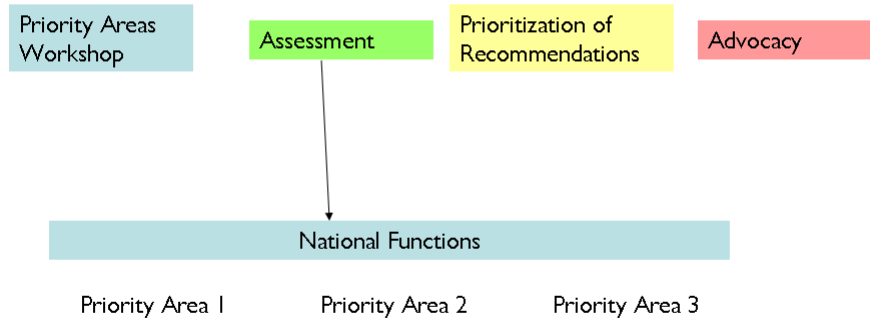 Priority Areas
Workshop
Assessment
Prioritization of
Recommendations
Advocacy
National Functions
Priority Area 1
Priority Area 2
Priority Area 3